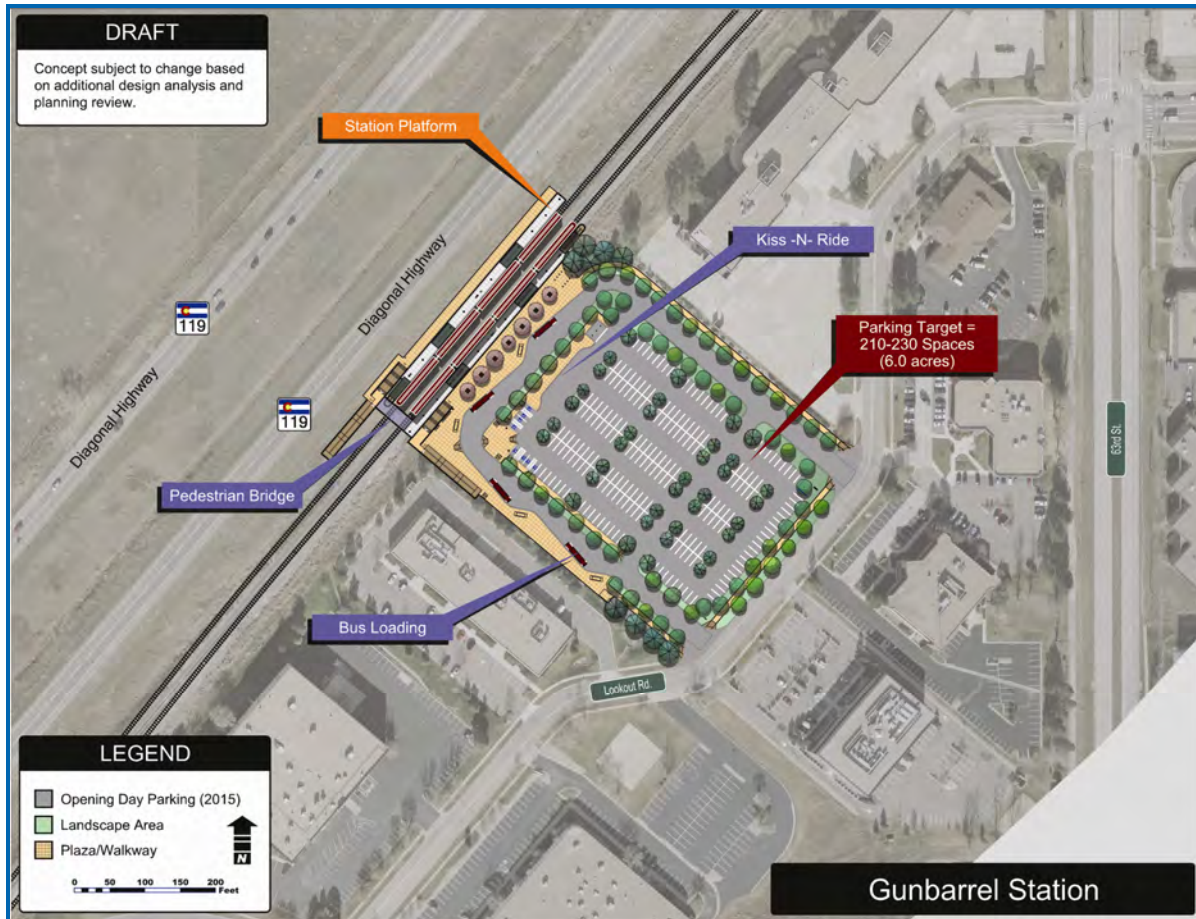 DRAFT
Concept subject to change based
on additional design analysis and
planning review.
Station Platform
Kiss -N- Ride
Diagonal Highway
Parking Target =
210-230 Spaces
(6.0 acres)
119
Diagonal Highway
119
63rd St.
Pedestrian Bridge
Bus Loading
Lookout Rd.
LEGEND
Opening Day Parking (2015)
Landscape Area
Plaza/Walkway
N
0 50 100 150 200
Feet
Gunbarrel Station